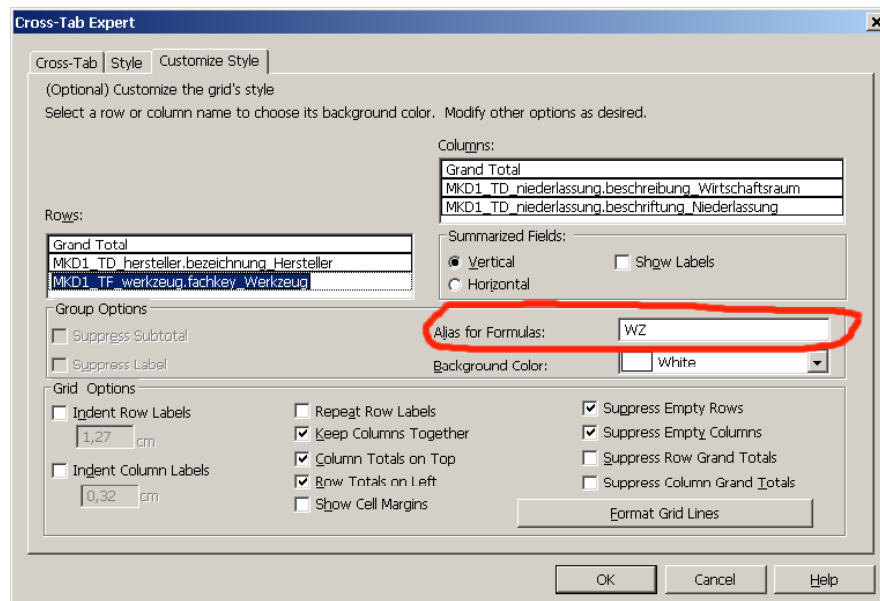 Cross-Tab Expert
Cross-Tab Style Customize Style
(Optional) Customize the grid's style
Select a row or column name to choose its background color. Modify other options as desired.
Columns:
Grand Total
MKD1_TD_niederlassung.beschreibung_Wirtschaftsraum
MKD1_TD_niederlassung.beschriftung_Niederlassung
Rows:
Grand Total
MKD1_TD_hersteller.bezeichnung_Hersteller
MKD1_TF_werkzeug.fachkey_Werkzeug
Summarized Fields:
Vertical Show Labels
Horizontal
Group Options
Suppress Subtotal
Suppress Label
Alias for Formulas: WZ
Background Color: White
Grid Options
Indent Row Labels
1,27 cm
Indent Column Labels
0,32 cm
Repeat Row Labels
Keep Columns Together
Column Totals on Top
Row Totals on Left
Show Cell Margins
Suppress Empty Rows
Suppress Empty Columns
Suppress Row Grand Totals
Suppress Column Grand Totals
Format Grid Lines
OK Cancel Help